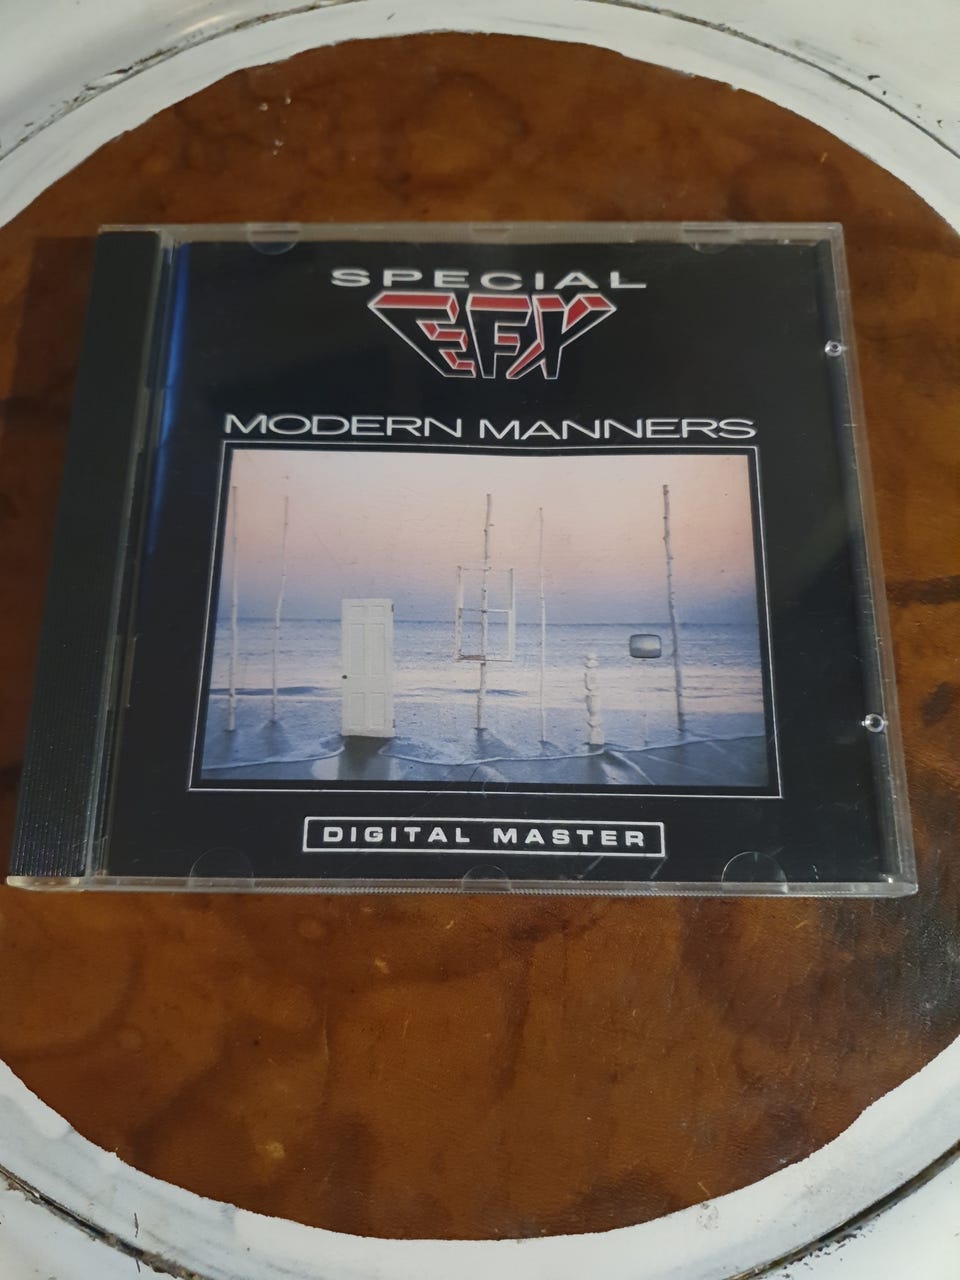 SPECIAL
EFX
MODERN MANNERS
DIGITAL MASTER